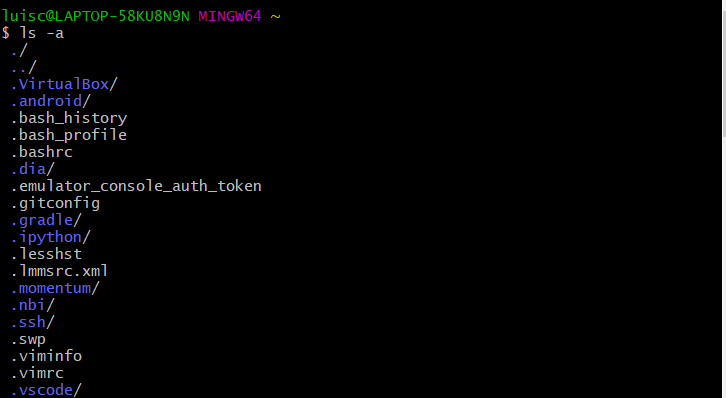 luisc@LAPTOP-58KU8N9N MINGW64 ~
$ ls -a
./
../
.VirtualBox/
.android/
.bash_history
.bash_profile
.bashrc
.dia/
.emulator_console_auth_token
.gitconfig
.gradle/
.ipython/
.lesshst
.lmmsrc.xml
.momentum/
.nbi/
.ssh/
.swp
.viminfo
.vimrc
.vscode/